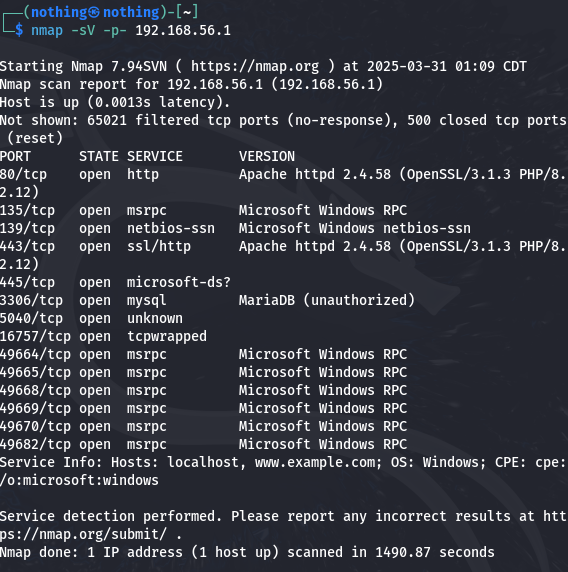 ┌──(nothing㉿nothing)-[~]
└─$ nmap -sV -p- 192.168.56.1
Starting Nmap 7.94SVN ( https://nmap.org ) at 2025-03-31 01:09 CDT
Nmap scan report for 192.168.56.1 (192.168.56.1)
Host is up (0.0013s latency).
Not shown: 65021 filtered tcp ports (no-response), 500 closed tcp ports
(reset)
PORT      STATE SERVICE       VERSION
80/tcp    open  http          Apache httpd 2.4.58 (OpenSSL/3.1.3 PHP/8.
2.12)
135/tcp   open  msrpc         Microsoft Windows RPC
139/tcp   open  netbios-ssn   Microsoft Windows netbios-ssn
443/tcp   open  ssl/http      Apache httpd 2.4.58 (OpenSSL/3.1.3 PHP/8.
2.12)
445/tcp   open  microsoft-ds?
3306/tcp  open  mysql         MariaDB (unauthorized)
5040/tcp  open  unknown
16757/tcp open  tcpwrapped
49664/tcp open  msrpc         Microsoft Windows RPC
49665/tcp open  msrpc         Microsoft Windows RPC
49668/tcp open  msrpc         Microsoft Windows RPC
49669/tcp open  msrpc         Microsoft Windows RPC
49670/tcp open  msrpc         Microsoft Windows RPC
49682/tcp open  msrpc         Microsoft Windows RPC
Service Info: Hosts: localhost, www.example.com; OS: Windows; CPE: cpe:
/o:microsoft:windows
Service detection performed. Please report any incorrect results at htt
ps://nmap.org/submit/ .
Nmap done: 1 IP address (1 host up) scanned in 1490.87 seconds